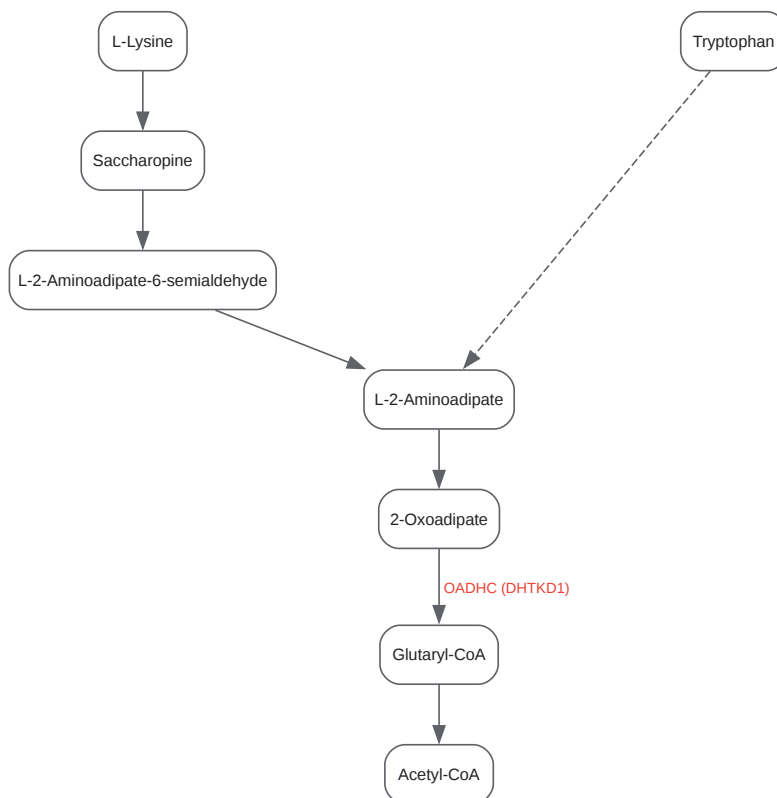 L-Lysine
Tryptophan
Saccharopine
L-2-Aminoadipate-6-semialdehyde
L-2-Aminoadipate
2-Oxoadipate
OADHC (DHTKD1)
Glutaryl-CoA
Acetyl-CoA